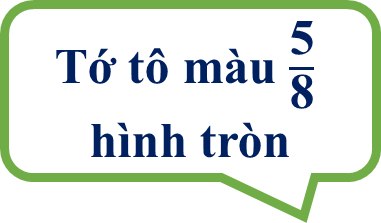 Tớ tô màu 5/8
hình tròn